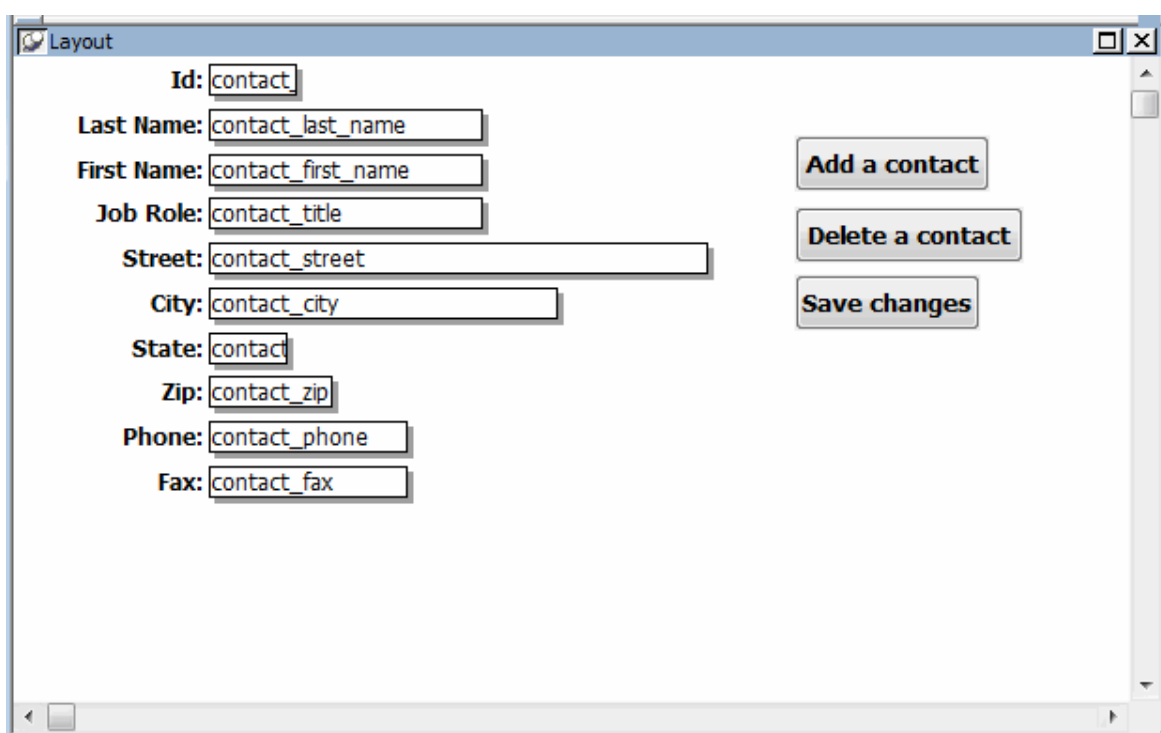 Layout
Id: contact_
Last Name: contact_last_name
First Name: contact_first_name
Add a contact
Job Role: contact_title
Delete a contact
Street: contact_street
City: contact_city
Save changes
State: contact
Zip: contact_zip
Phone: contact_phone
Fax: contact_fax